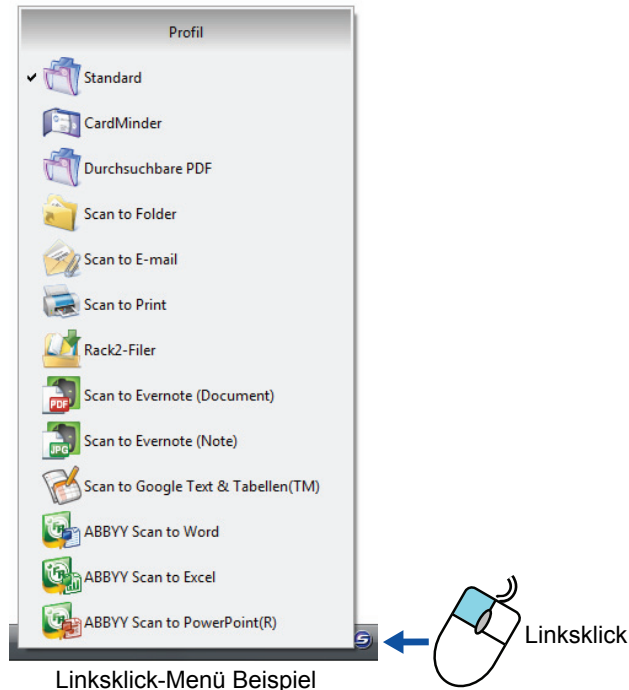 Profil
Standard
CardMinder
Durchsuchbare PDF
Scan to Folder
Scan to E-mail
Scan to Print
Rack2-Filer
PDF
Scan to Evernote (Document)
JPG
Scan to Evernote (Note)
Scan to Google Text & Tabellen(TM)
ABBYY Scan to Word
ABBYY Scan to Excel
ABBYY Scan to PowerPoint(R)
Linksklick
Linksklick-Menü Beispiel